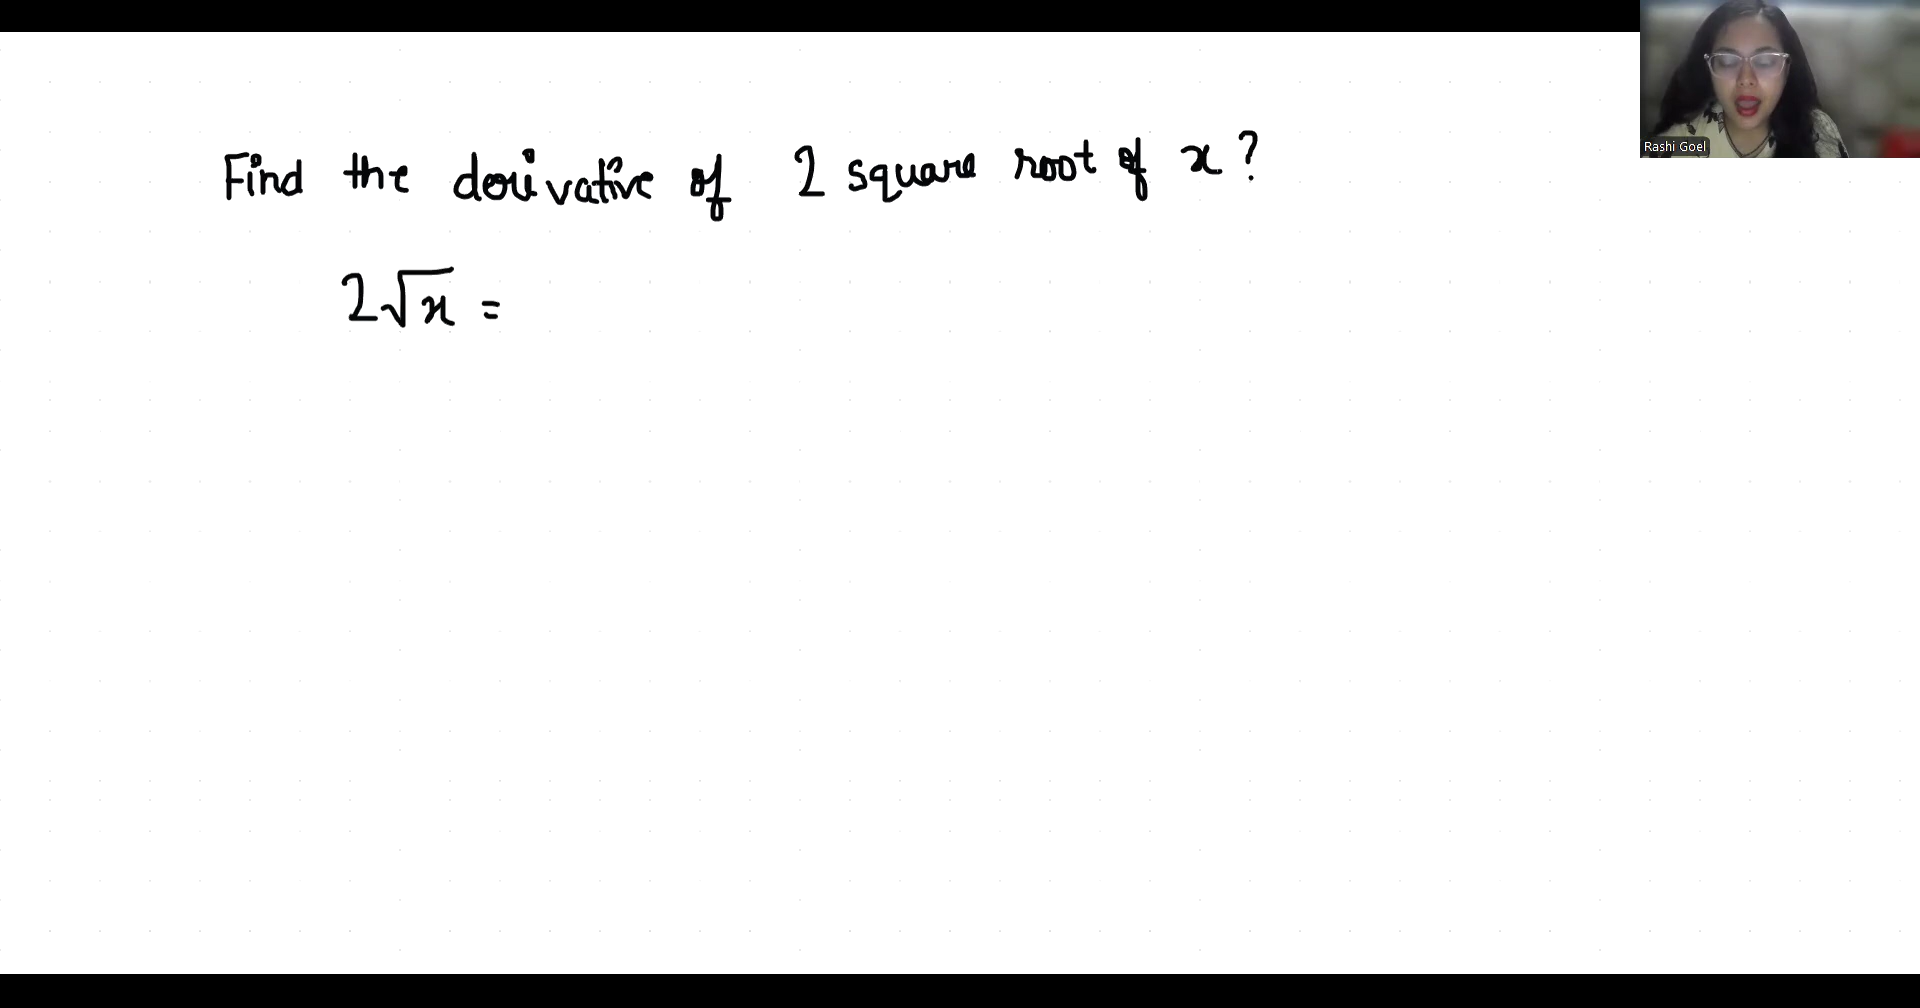 Find the derivative of 2 square root of x?
2√x =
Rashi Goel